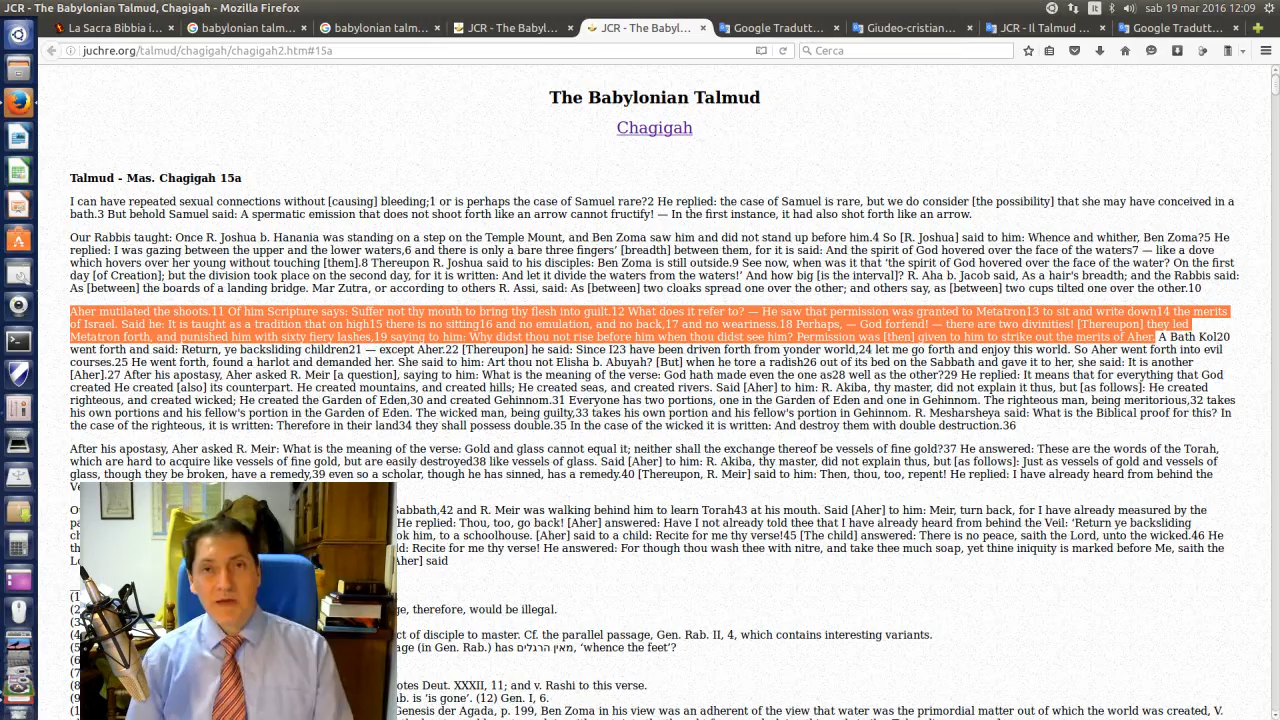 JCR - The Babylonian Talmud, Chagigah - Mozilla Firefox
It
sab 19 mar 2016 12:09
La Sacra Bibbia i...
babylonian talm...
babylonian talm...
JCR - The Babyl...
JCR - The Babyl...
Google Tradutt...
Giudeo-cristian...
JCR - Il Talmud ...
Google Tradutt...
juchre.org/talmud/chagigah/chagigah2.htm#15a
Cerca
The Babylonian Talmud
Chagigah
Talmud - Mas. Chagigah 15a
I can have repeated sexual connections without [causing] bleeding;1 or is perhaps the case of Samuel rare?2 He replied: the case of Samuel is rare, but we do consider [the possibility] that she may have conceived in a
bath.3 But behold Samuel said: A spermatic emission that does not shoot forth like an arrow cannot fructify! — In the first instance, it had also shot forth like an arrow.
Our Rabbis taught: Once R. Joshua b. Hanania was standing on a step on the Temple Mount, and Ben Zoma saw him and did not stand up before him.4 So [R. Joshua] said to him: Whence and whither, Ben Zoma?5 He
replied: I was gazing between the upper and the lower waters,6 and there is only a bare three fingers' [breadth] between them, for it is said: And the spirit of God hovered over the face of the waters7 — like a dove
which hovers over her young without touching [them].8 Thereupon R. Joshua said to his disciples: Ben Zoma is still outside.9 See now, when was it that 'the spirit of God hovered over the face of the water'? On the first
day [of Creation]; but the division took place on the second day, for it is written: And let it divide the waters from the waters!' And how big [is the interval]? R. Aha b. Jacob said, As a hair's breadth; and the Rabbis said:
As [between] the boards of a landing bridge. Mar Zutra, or according to others R. Assi, said: As [between] two cloaks spread one over the other; and others say, as [between] two cups tilted one over the other.10
Aher mutilated the shoots.11 Of him Scripture says: Suffer not thy mouth to bring thy flesh into guilt.12 What does it refer to? — He saw that permission was granted to Metatron13 to sit and write down14 the merits
of Israel. Said he: It is taught as a tradition that on high15 there is no sitting16 and no emulation, and no back,17 and no weariness.18 Perhaps, — God forfend! — there are two divinities! [Thereupon] they led
Metatron forth, and punished him with sixty fiery lashes,19 saying to him: Why didst thou not rise before him when thou didst see him? Permission was [then] given to him to strike out the merits of Aher. A Bath Kol20
went forth and said: Return, ye backsliding children21 — except Aher.22 [Thereupon] he said: Since I23 have been driven forth from yonder world,24 let me go forth and enjoy this world. So Aher went forth into evil
courses.25 He went forth, found a harlot and demanded her. She said to him: Art thou not Elisha b. Abuyah? [But] when he tore a radish26 out of its bed on the Sabbath and gave it to her, she said: It is another
[Aher].27 After his apostasy, Aher asked R. Meir [a question], saying to him: What is the meaning of the verse: God hath made even the one as28 well as the other?29 He replied: It means that for everything that God
created He created [also] its counterpart. He created mountains, and created hills; He created seas, and created rivers. Said [Aher] to him: R. Akiba, thy master, did not explain it thus, but [as follows]: He created
righteous, and created wicked; He created the Garden of Eden,30 and created Gehinnom.31 Everyone has two portions, one in the Garden of Eden and one in Gehinnom. The righteous man, being meritorious,32 takes
his own portions and his fellow's portion in the Garden of Eden. The wicked man, being guilty,33 takes his own portion and his fellow's portion in Gehinnom. R. Mesharsheya said: What is the Biblical proof for this? In
the case of the righteous, it is written: Therefore in their land34 they shall possess double.35 In the case of the wicked it is written: And destroy them with double destruction.36
After his apostasy, Aher asked R. Meir: What is the meaning of the verse: Gold and glass cannot equal it; neither shall the exchange thereof be vessels of fine gold?37 He answered: These are the words of the Torah,
which are hard to acquire like vessels of fine gold, but are easily destroyed38 like vessels of glass. Said [Aher] to him: R. Akiba, thy master, did not explain thus, but [as follows]: Just as vessels of gold and vessels of
glass, though they be broken, have a remedy,39 even so a scholar, though he has sinned, has a remedy.40 [Thereupon, R. Meir] said to him: Then, thou, too, repent! He replied: I have already heard from behind the
Ve
O Sabbath,42 and R. Meir was walking behind him to learn Torah43 at his mouth. Said [Aher] to him: Meir, turn back, for I have already measured by the
pa He replied: Thou, too, go back! [Aher] answered: Have I not already told thee that I have already heard from behind the Veil: 'Return ye backsliding
ch ok him, to a schoolhouse. [Aher] said to a child: Recite for me thy verse!45 [The child] answered: There is no peace, saith the Lord, unto the wicked.46 He
th ld: Recite for me thy verse! He answered: For though thou wash thee with nitre, and take thee much soap, yet thine iniquity is marked before Me, saith the
Lo Aher] said
(1
(2 ge, therefore, would be illegal.
(3
(4 ct of disciple to master. Cf. the parallel passage, Gen. Rab. II, 4, which contains interesting variants.
(5 age (in Gen. Rab.) has מאין הרגלים, 'whence the feet'?
(6
(7
(8 otes Deut. XXXII, 11; and v. Rashi to this verse.
(9 ab. is 'is gone'. (12) Gen. I, 6.
(1 Genesis der Agada, p. 199, Ben Zoma in his view was an adherent of the view that water was the primordial matter out of which the world was created, V.